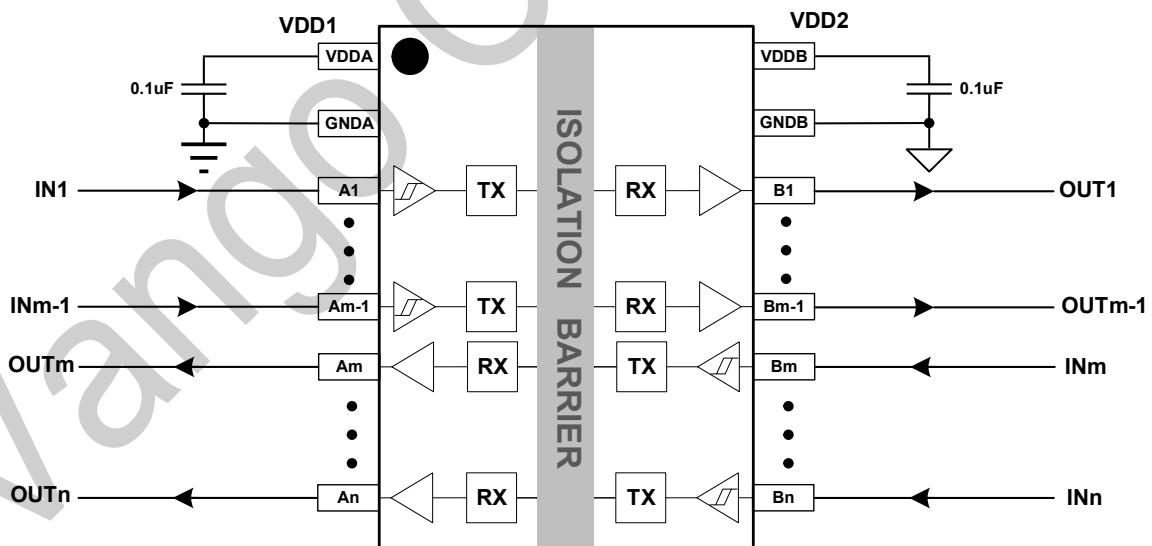 VDD1
VDD2
VDDA
VDDB
0.1uF
0.1uF
GNDA
GNDB
ISOLATION BARRIER
IN1
A1
TX
RX
B1
OUT1
INm-1
Am-1
TX
RX
Bm-1
OUTm-1
OUTm
Am
RX
TX
Bm
INm
OUTn
An
RX
TX
Bn
INn
Vango